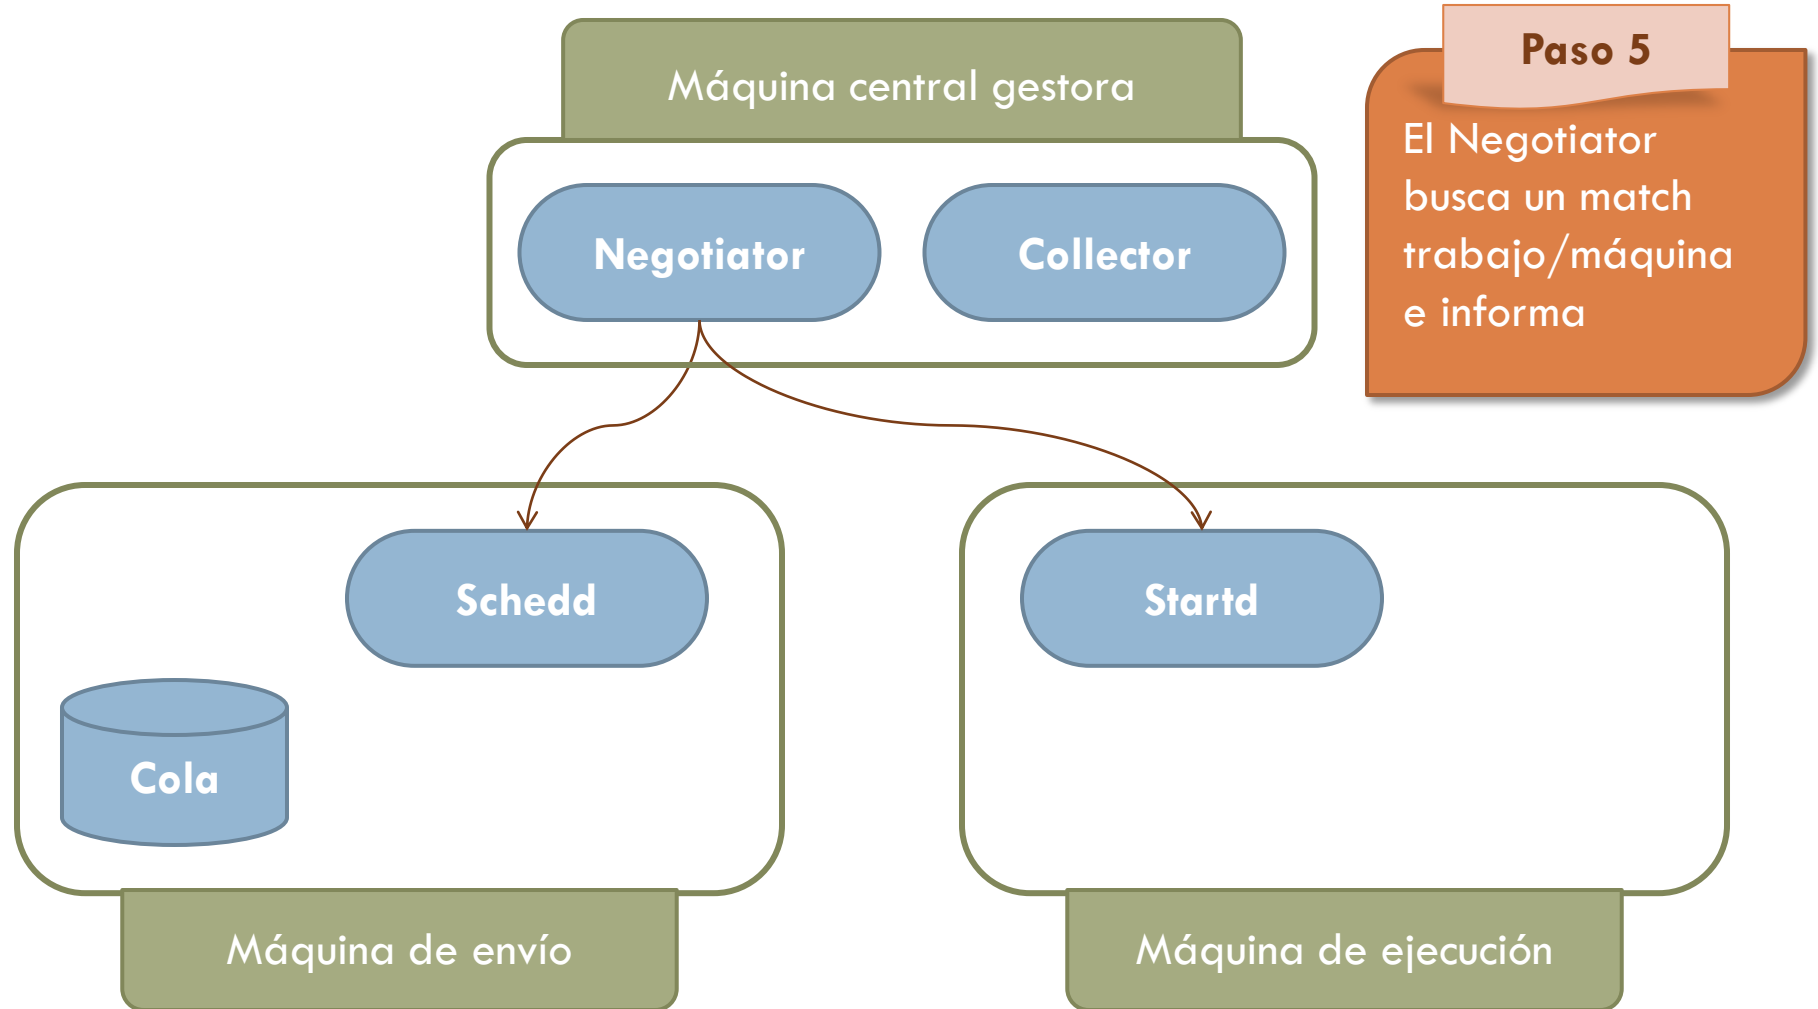 Máquina central gestora
Paso 5
El Negotiator
busca un match
trabajo/máquina
e informa
Negotiator
Collector
Schedd
Startd
Cola
Máquina de envío
Máquina de ejecución